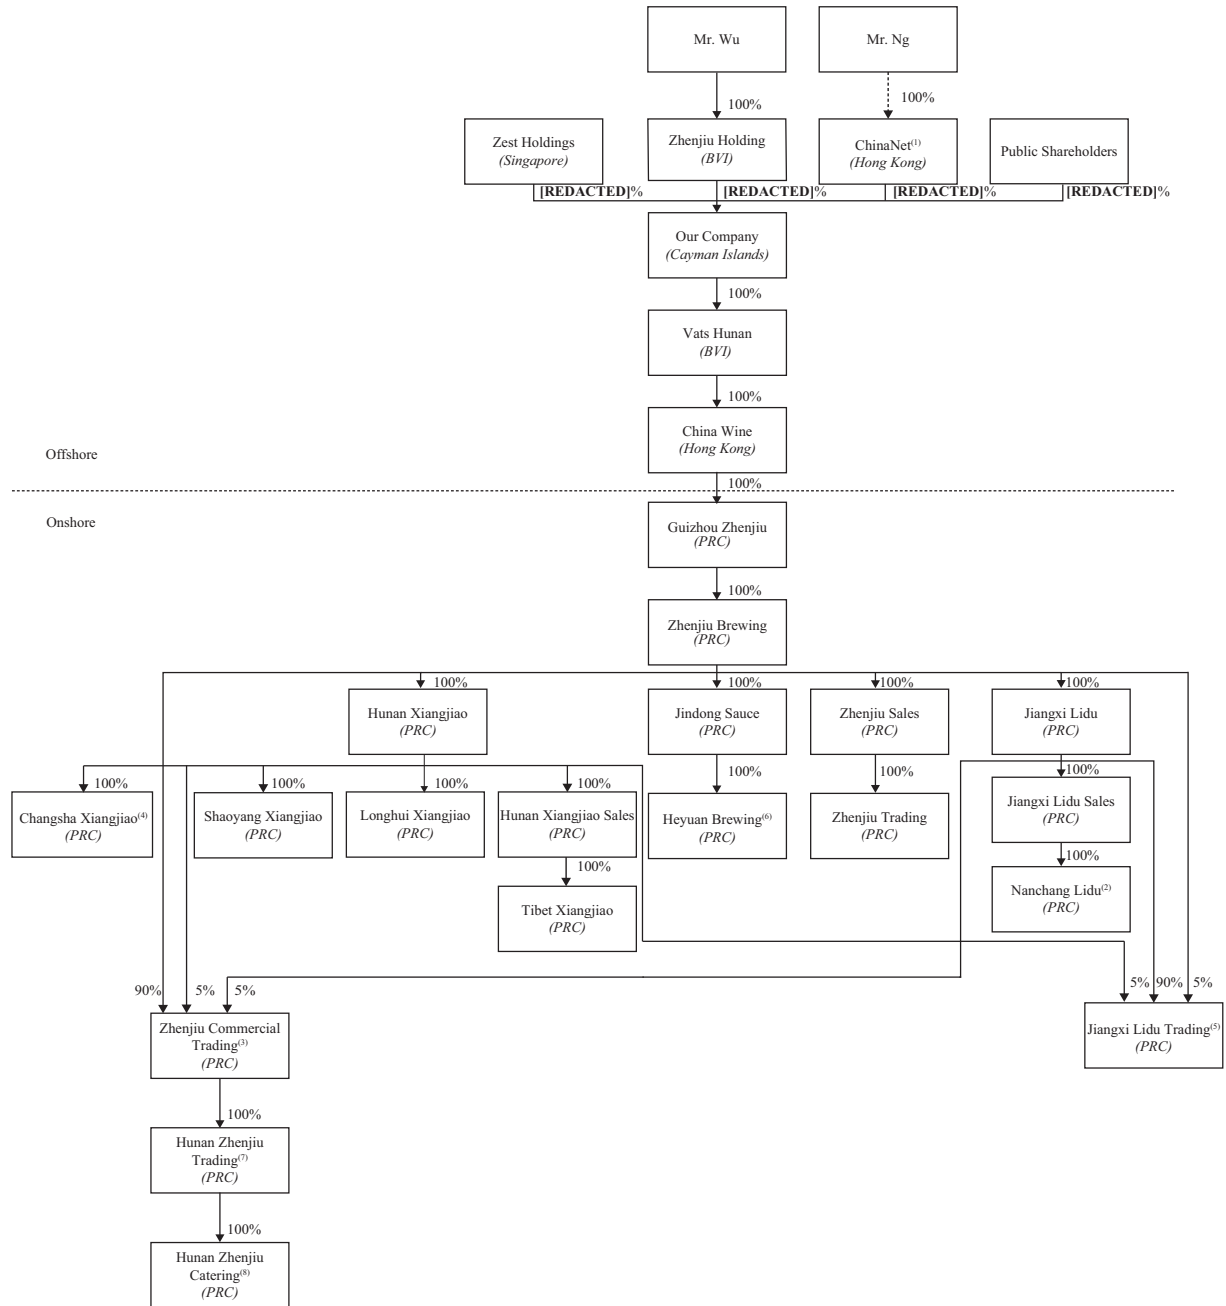 Mr. Wu
Mr. Ng
100%
100%
Zest Holdings
(Singapore)
Zhenjiu Holding
(BVI)
ChinaNet(1)
(Hong Kong)
Public Shareholders
[REDACTED]%
[REDACTED]%
[REDACTED]%
[REDACTED]%
Our Company
(Cayman Islands)
100%
Vats Hunan
(BVI)
100%
China Wine
(Hong Kong)
Offshore
100%
Onshore
Guizhou Zhenjiu
(PRC)
100%
Zhenjiu Brewing
(PRC)
100%
100%
100%
100%
Hunan Xiangjiao
(PRC)
Jindong Sauce
(PRC)
Zhenjiu Sales
(PRC)
Jiangxi Lidu
(PRC)
100%
100%
100%
100%
100%
100%
100%
Changsha Xiangjiao(4)
(PRC)
Shaoyang Xiangjiao
(PRC)
Longhui Xiangjiao
(PRC)
Hunan Xiangjiao Sales
(PRC)
Heyuan Brewing(6)
(PRC)
Zhenjiu Trading
(PRC)
Jiangxi Lidu Sales
(PRC)
100%
100%
Tibet Xiangjiao
(PRC)
Nanchang Lidu(2)
(PRC)
90%
5%
5%
5%
90%
5%
Zhenjiu Commercial
Trading(3)
(PRC)
Jiangxi Lidu Trading(5)
(PRC)
100%
Hunan Zhenjiu
Trading(7)
(PRC)
100%
Hunan Zhenjiu
Catering(8)
(PRC)